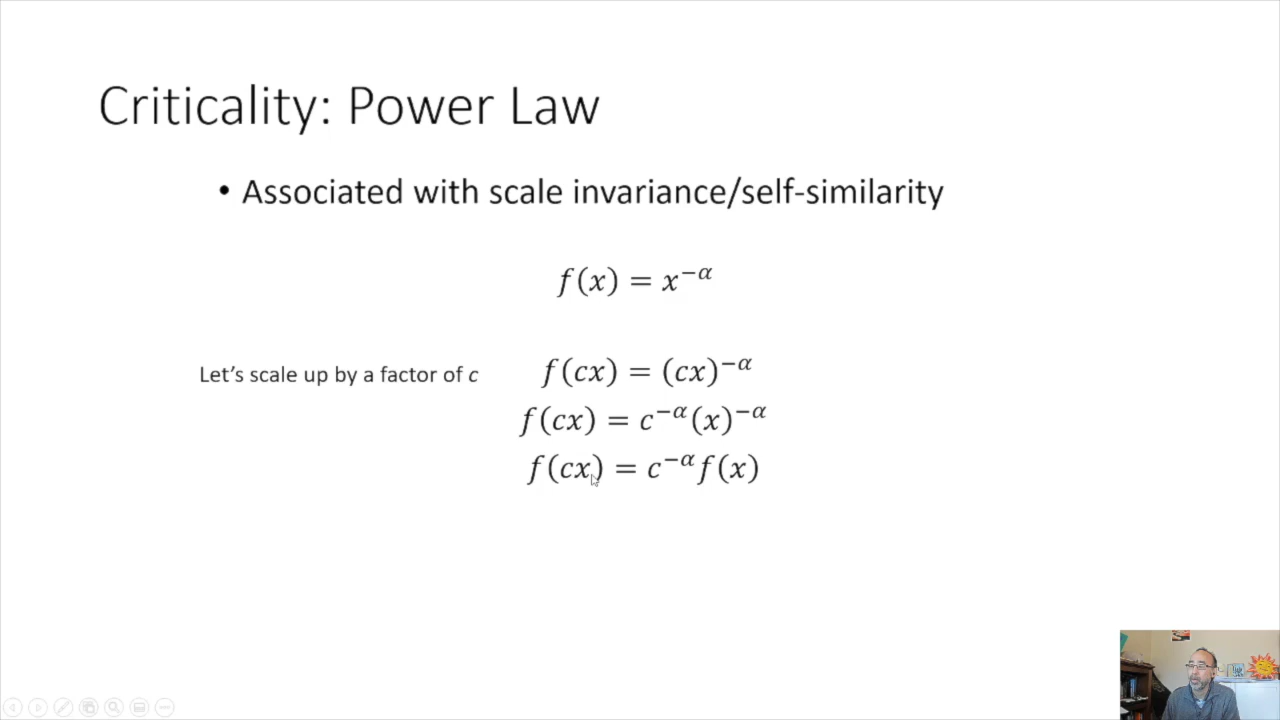 Criticality: Power Law
• Associated with scale invariance/self-similarity
f(x) = x^{−α}
Let’s scale up by a factor of c f(cx) = (cx)^{−α}
f(cx) = c^{−α}(x)^{−α}
f(cx) = c^{−α}f(x)